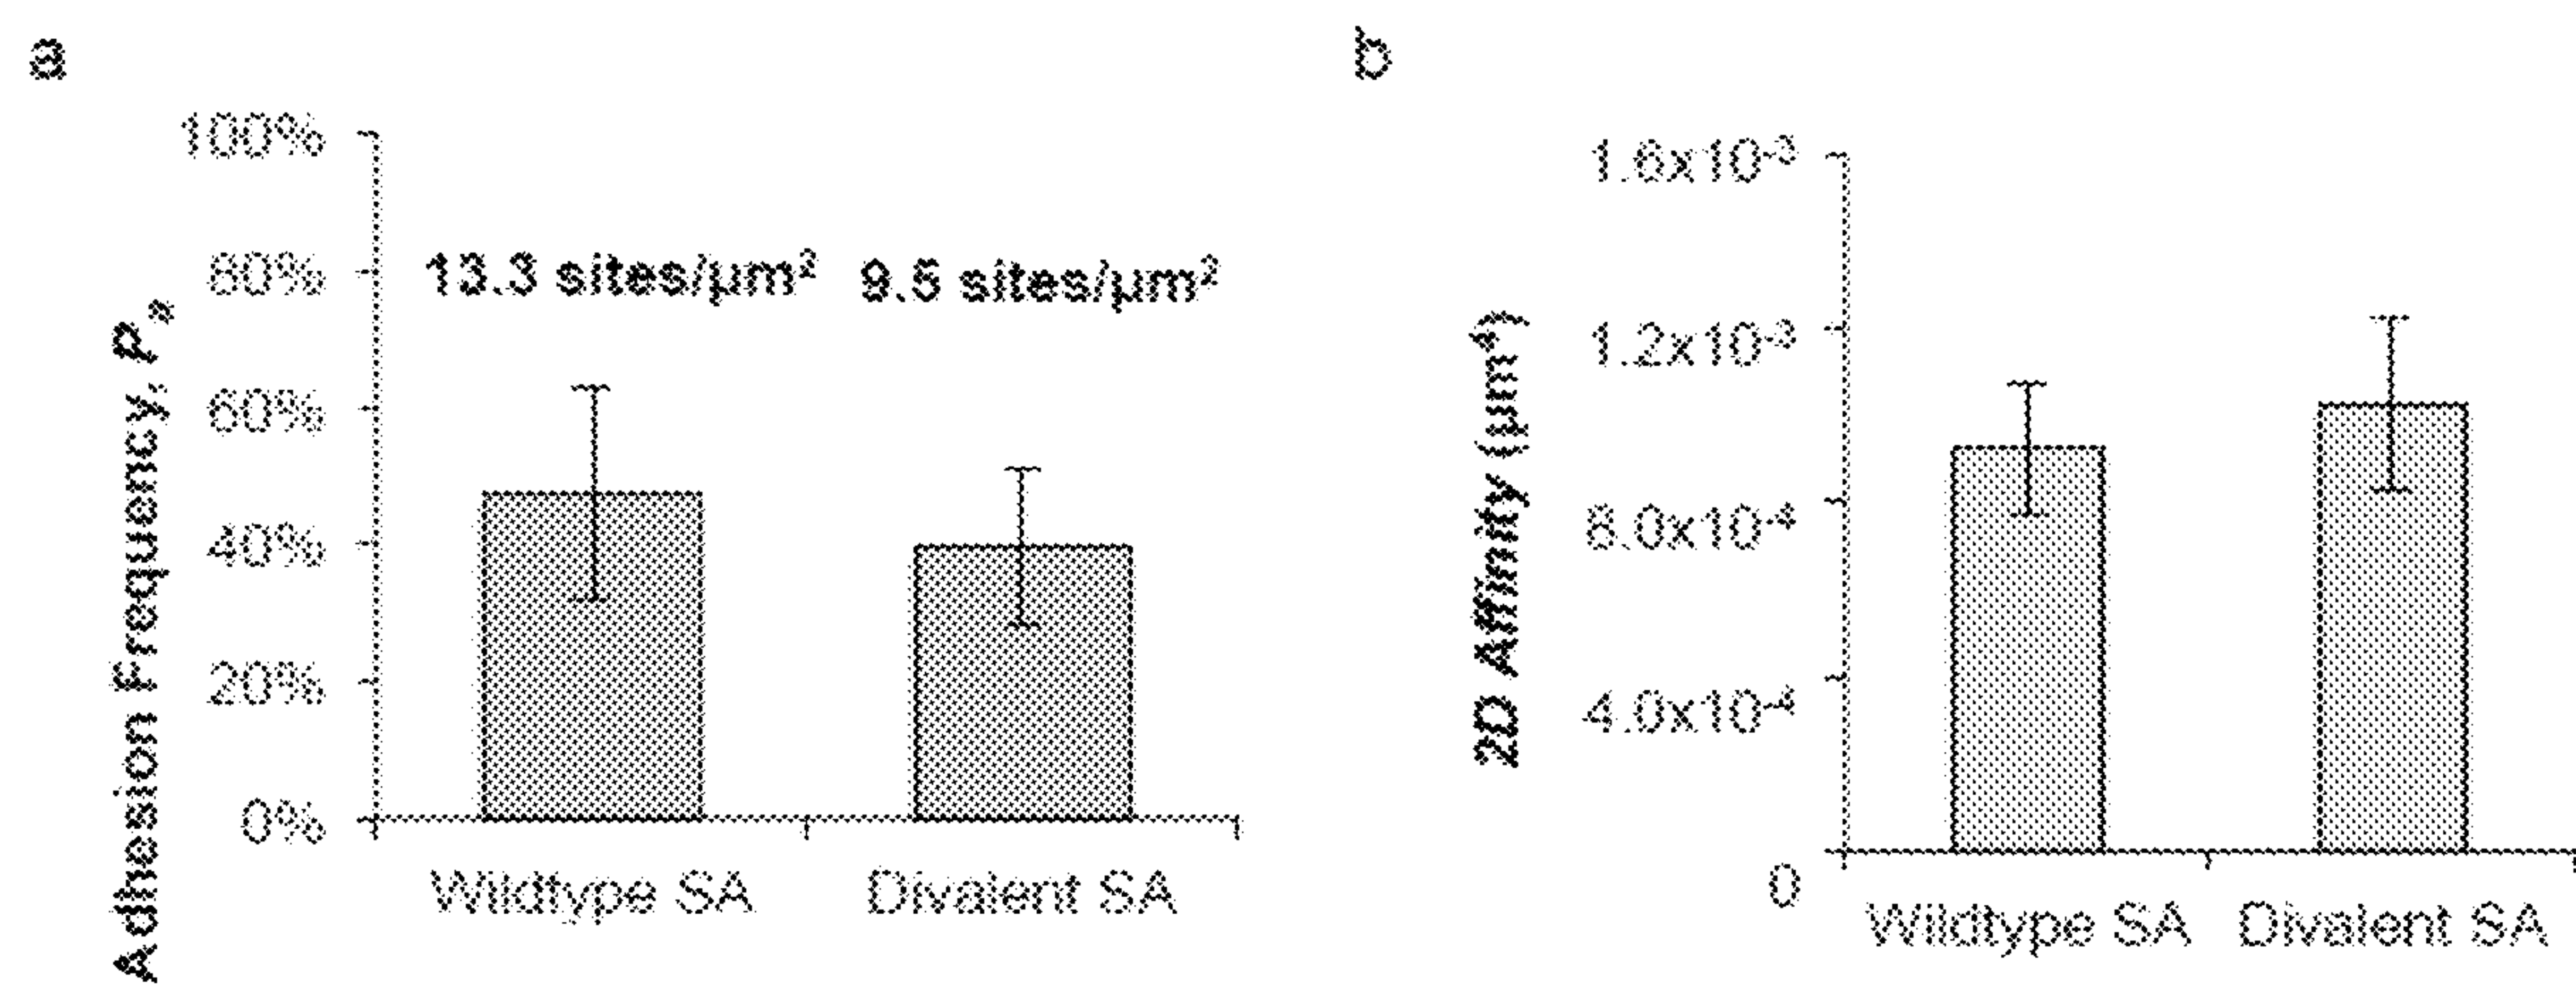 a
100%
80%
60%
40%
20%
0%
Adhesion Frequency, Pa
13.3 sites/µm²
9.5 sites/µm²
Wildtype SA
Divalent SA
b
1.6x10⁻³
1.2x10⁻³
8.0x10⁻⁴
4.0x10⁻⁴
0
2D Affinity (µm⁴)
Wildtype SA
Divalent SA